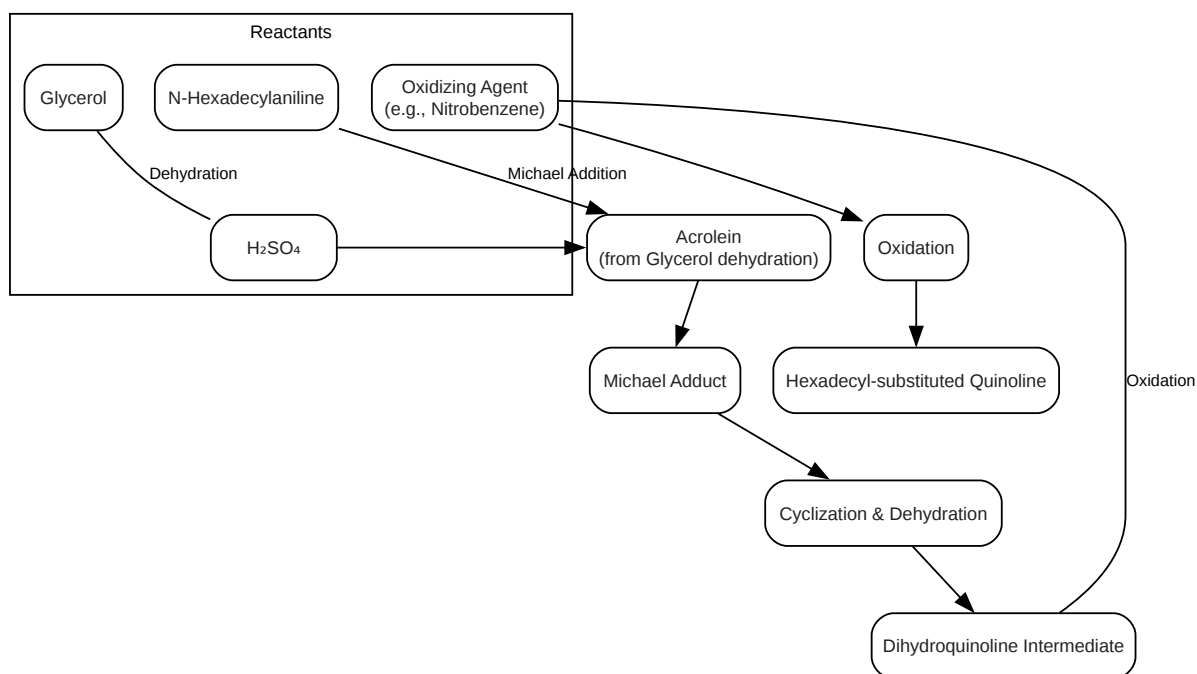 Reactants
Glycerol
N-Hexadecylaniline
Oxidizing Agent
(e.g., Nitrobenzene)
Dehydration
Michael Addition
H₂SO₄
Acrolein
(from Glycerol dehydration)
Oxidation
Michael Adduct
Hexadecyl-substituted Quinoline
Oxidation
Cyclization & Dehydration
Dihydroquinoline Intermediate